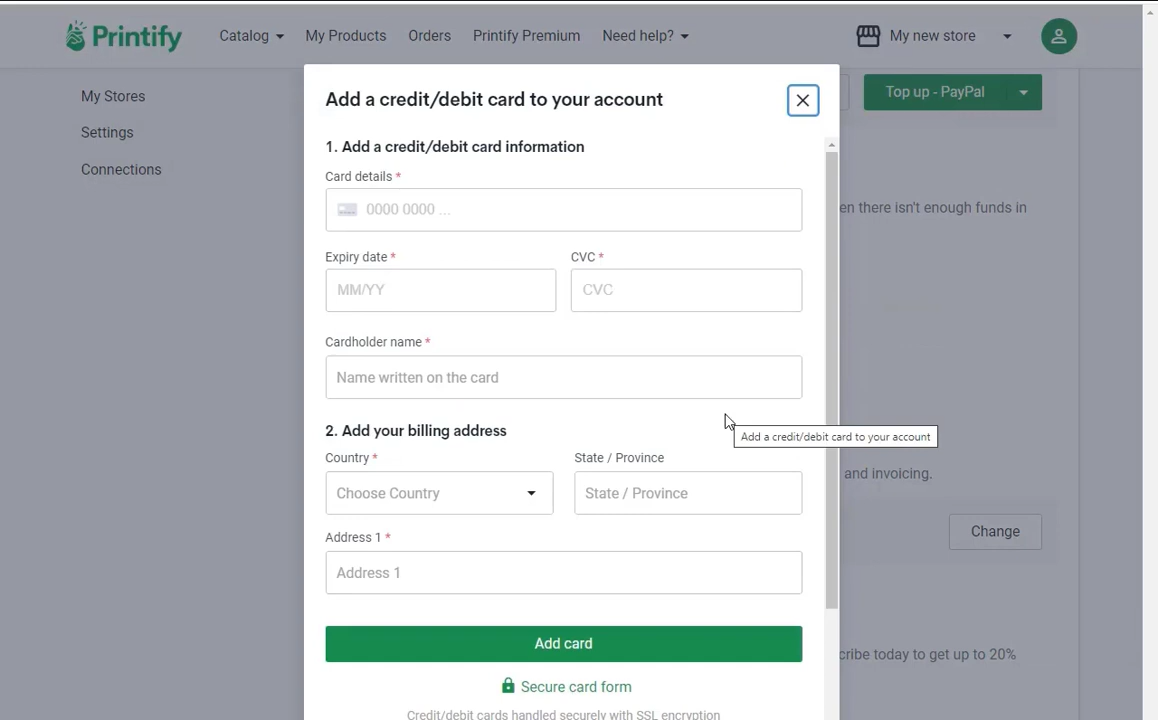 Printify Catalog My Products Orders Printify Premium Need help? My new store
My Stores
Settings
Connections
Top up - PayPal
Add a credit/debit card to your account
1. Add a credit/debit card information
Card details *
0000 0000 ...
en there isn't enough funds in
Expiry date * CVC *
MM/YY CVC
Cardholder name *
Name written on the card
Add a credit/debit card to your account
2. Add your billing address
Country * State / Province
Choose Country State / Province
and invoicing.
Change
Address 1 *
Address 1
Add card
cribe today to get up to 20%
Secure card form
Credit/debit cards handled securely with SSL encryption